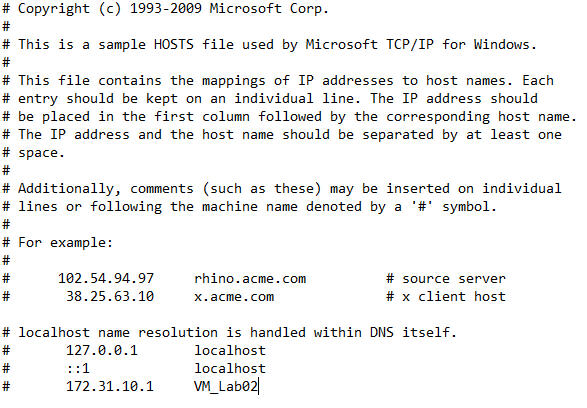 # Copyright (c) 1993-2009 Microsoft Corp.
#
# This is a sample HOSTS file used by Microsoft TCP/IP for Windows.
#
# This file contains the mappings of IP addresses to host names. Each
# entry should be kept on an individual line. The IP address should
# be placed in the first column followed by the corresponding host name.
# The IP address and the host name should be separated by at least one
# space.
#
# Additionally, comments (such as these) may be inserted on individual
# lines or following the machine name denoted by a '#' symbol.
#
# For example:
#
#      102.54.94.97     rhino.acme.com          # source server
#       38.25.63.10     x.acme.com              # x client host

# localhost name resolution is handled within DNS itself.
#       127.0.0.1       localhost
#       ::1             localhost
#       172.31.10.1     VM_Lab02